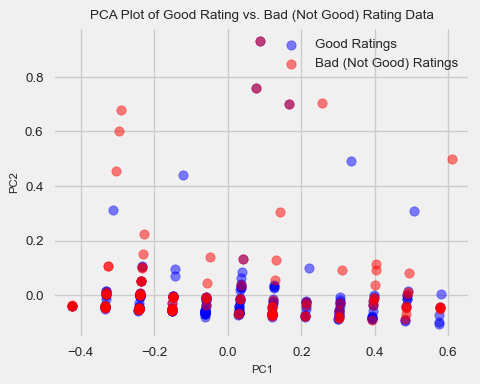 PCA Plot of Good Rating vs. Bad (Not Good) Rating Data
Good Ratings
Bad (Not Good) Ratings
PC2
0.8
0.6
0.4
0.2
0.0
−0.4 −0.2 0.0 0.2 0.4 0.6
PC1